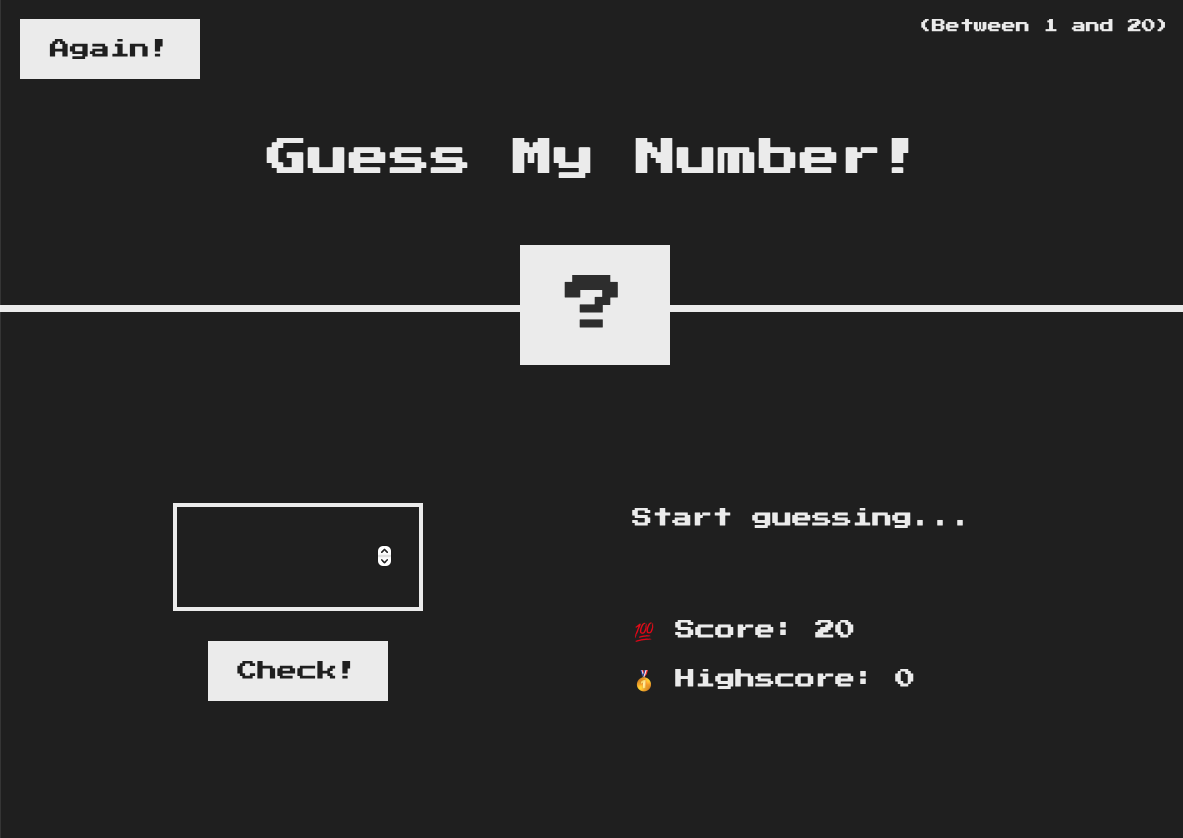 Again!
(Between 1 and 20)
Guess My Number!
?
Start guessing...
💯 Score: 20
Check!
🥇 Highscore: 0